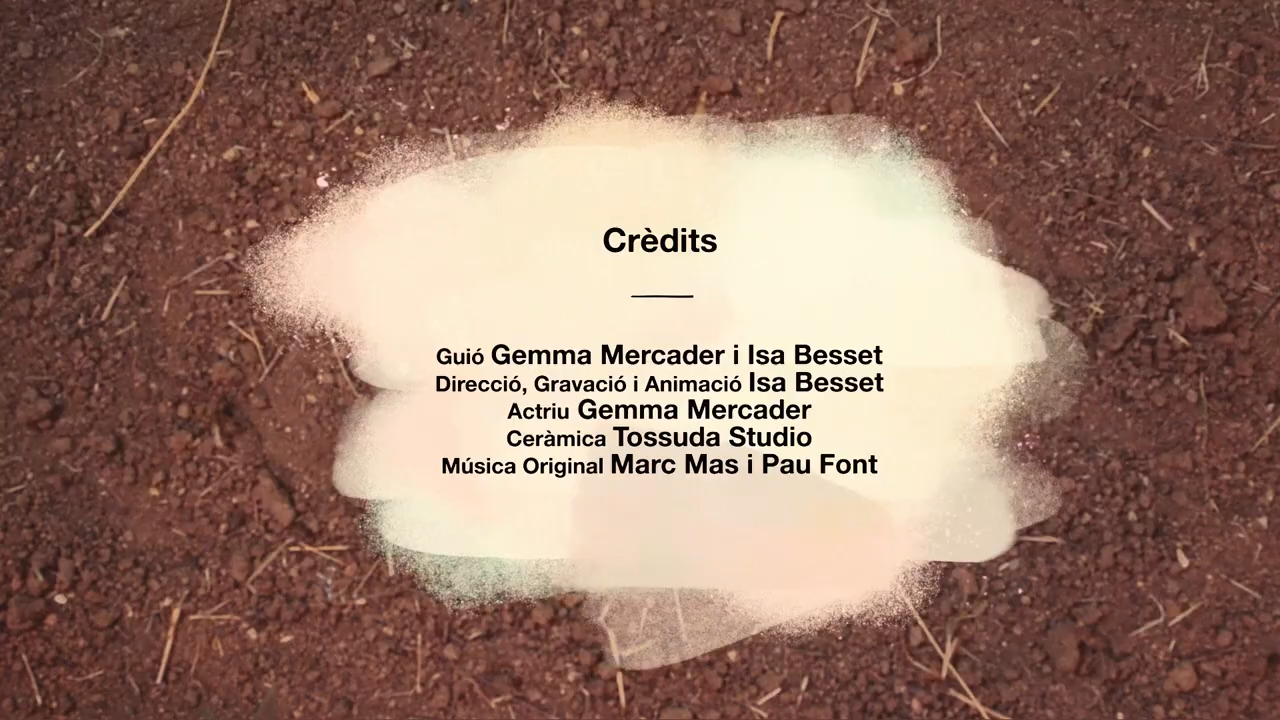 Crèdits
Guió Gemma Mercader i Isa Besset
Direcció, Gravació i Animació Isa Besset
Actriu Gemma Mercader
Ceràmica Tossuda Studio
Música Original Marc Mas i Pau Font